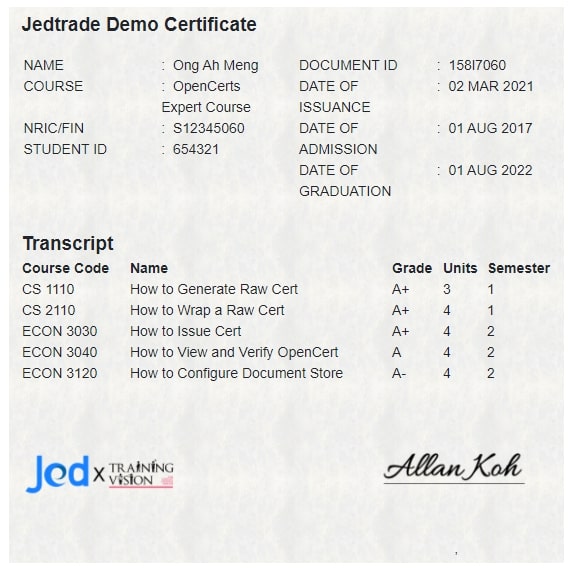 Jedtrade Demo Certificate
NAME : Ong Ah Meng DOCUMENT ID : 158I7060
COURSE : OpenCerts DATE OF : 02 MAR 2021
Expert Course ISSUANCE
NRIC/FIN : S12345060 DATE OF : 01 AUG 2017
STUDENT ID : 654321 ADMISSION
DATE OF : 01 AUG 2022
GRADUATION
Transcript
Course Code Name Grade Units Semester
CS 1110 How to Generate Raw Cert A+ 3 1
CS 2110 How to Wrap a Raw Cert A+ 4 1
ECON 3030 How to Issue Cert A+ 4 2
ECON 3040 How to View and Verify OpenCert A 4 2
ECON 3120 How to Configure Document Store A- 4 2
Jed x TRAINING VISION Allan Koh
,